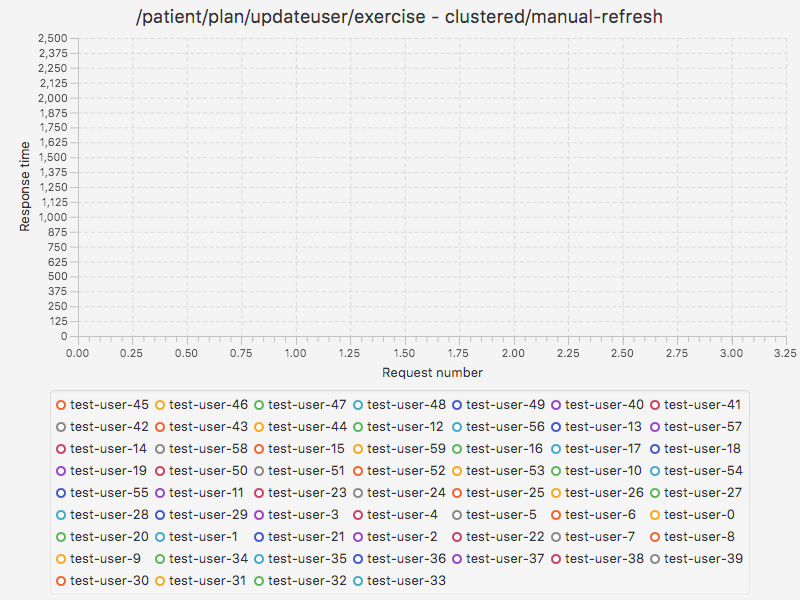 /patient/plan/updateuser/exercise - clustered/manual-refresh
2,500
2,375
2,250
2,125
2,000
1,875
1,750
1,625
1,500
1,375
1,250
1,125
1,000
875
750
625
500
375
250
125
0
Response time
0.00 0.25 0.50 0.75 1.00 1.25 1.50 1.75 2.00 2.25 2.50 2.75 3.00 3.25
Request number
test-user-45 test-user-46 test-user-47 test-user-48 test-user-49 test-user-40 test-user-41
test-user-42 test-user-43 test-user-44 test-user-12 test-user-56 test-user-13 test-user-57
test-user-14 test-user-58 test-user-15 test-user-59 test-user-16 test-user-17 test-user-18
test-user-19 test-user-50 test-user-51 test-user-52 test-user-53 test-user-10 test-user-54
test-user-55 test-user-11 test-user-23 test-user-24 test-user-25 test-user-26 test-user-27
test-user-28 test-user-29 test-user-3 test-user-4 test-user-5 test-user-6 test-user-0
test-user-20 test-user-1 test-user-21 test-user-2 test-user-22 test-user-7 test-user-8
test-user-9 test-user-34 test-user-35 test-user-36 test-user-37 test-user-38 test-user-39
test-user-30 test-user-31 test-user-32 test-user-33